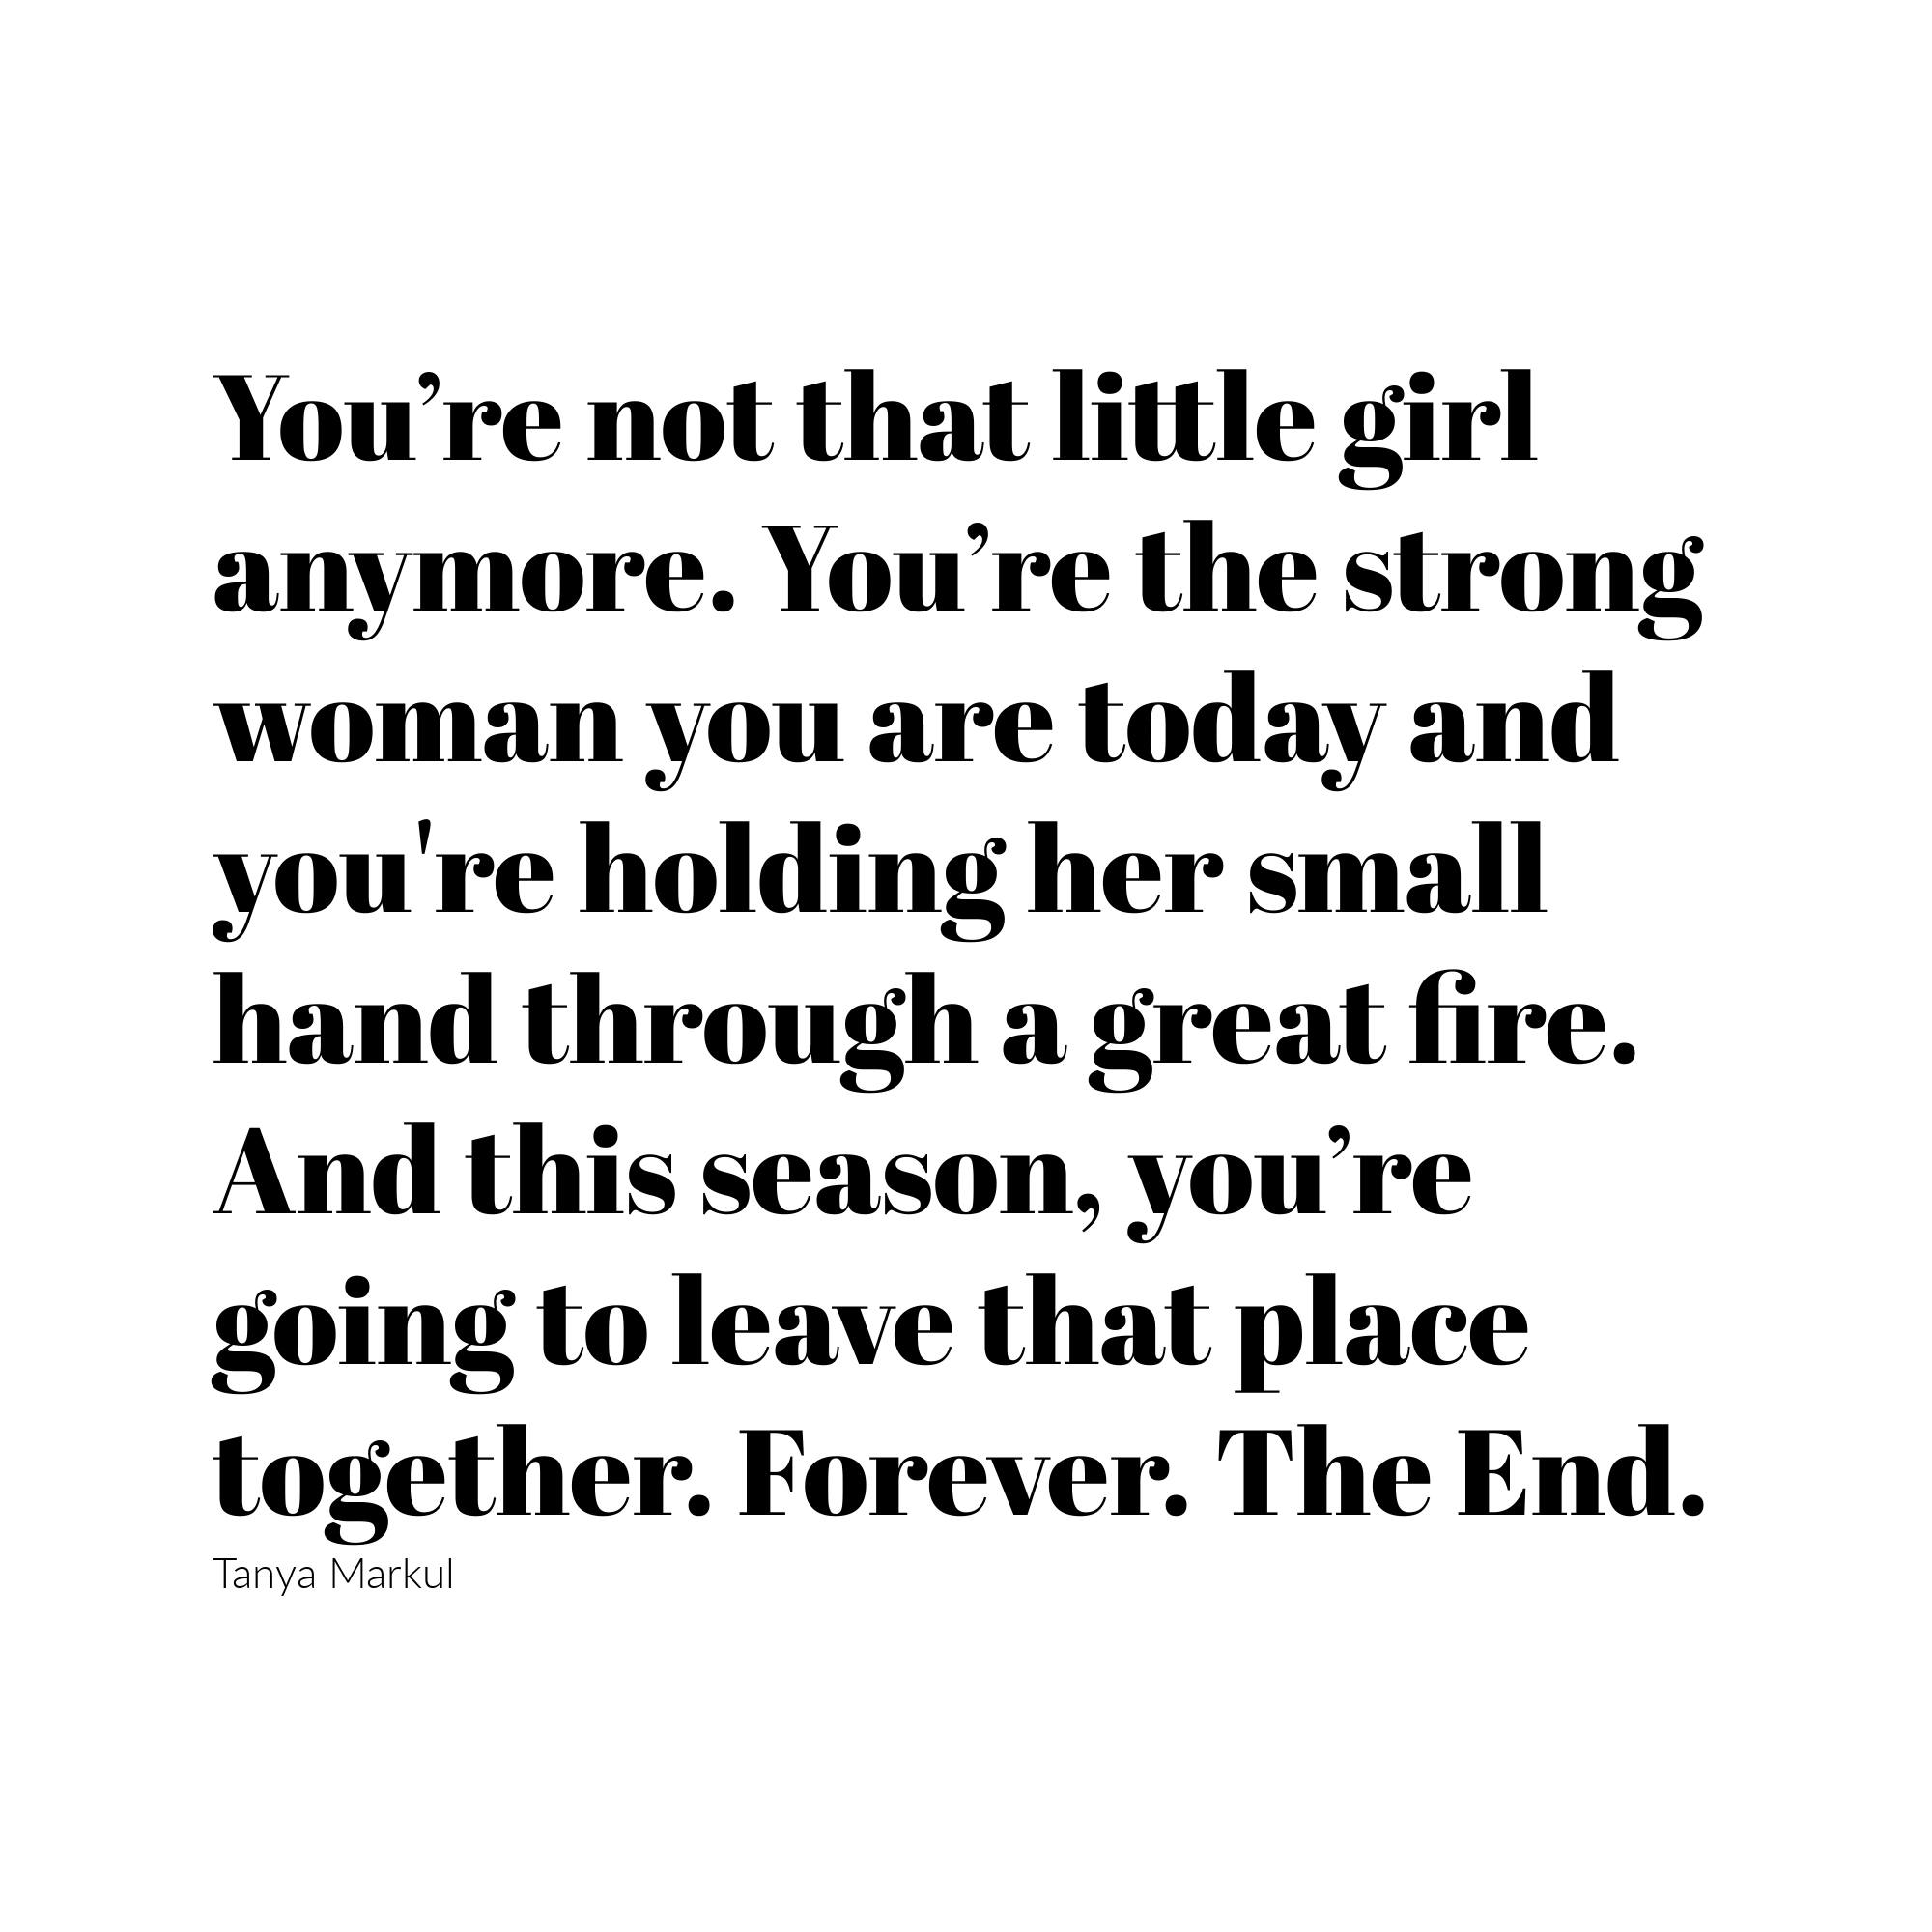 You’re not that little girl
anymore. You’re the strong
woman you are today and
you're holding her small
hand through a great fire.
And this season, you’re
going to leave that place
together. Forever. The End.
Tanya Markul